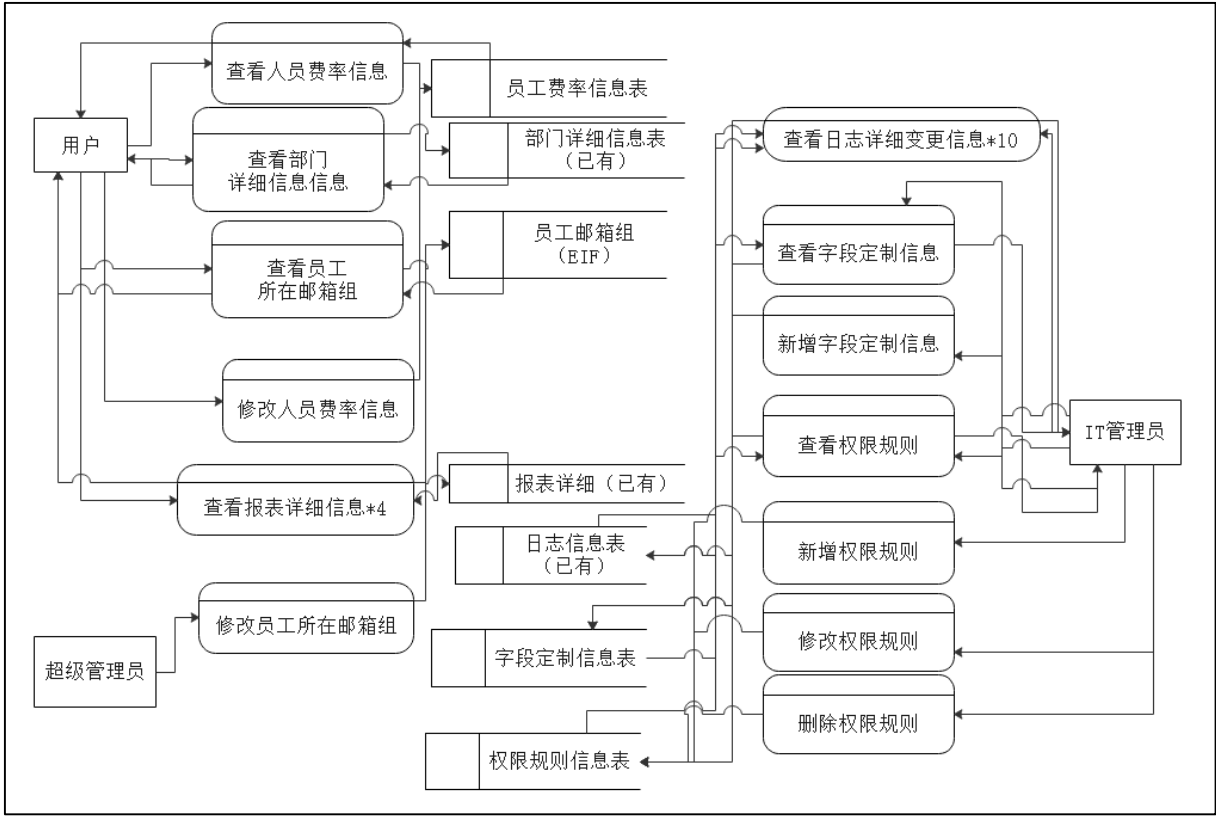 查看人员费率信息
员工费率信息表
用户
查看部门
详细信息信息
部门详细信息表
（已有）
查看日志详细变更信息*10
查看员工
所在邮箱组
员工邮箱组
（EIF）
查看字段定制信息
新增字段定制信息
修改人员费率信息
查看权限规则
IT管理员
查看报表详细信息*4
报表详细（已有）
日志信息表
（已有）
新增权限规则
修改员工所在邮箱组
超级管理员
字段定制信息表
修改权限规则
删除权限规则
权限规则信息表